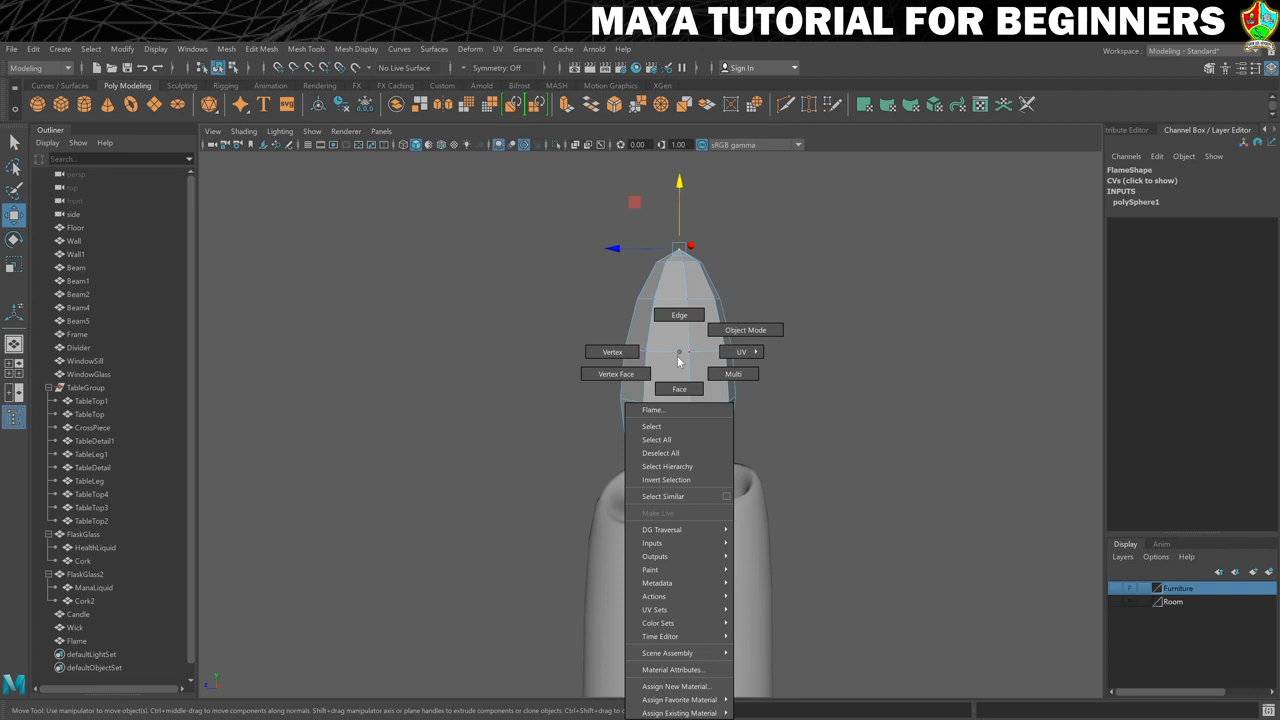 MAYA TUTORIAL FOR BEGINNERS
File Edit Create Select Modify Display Windows Mesh Edit Mesh Mesh Tools Mesh Display Curves Surfaces Deform UV Generate Cache Arnold Help
Workspace : Modeling - Standard*
Modeling No Live Surface Symmetry: Off Sign In
Curves / Surfaces Poly Modeling Sculpting Rigging Animation Rendering FX FX Caching Custom Arnold Bifrost MASH Motion Graphics XGen
Outliner
Display Show Help
Search...
persp
top
front
side
Floor
Wall
Wall1
Beam
Beam1
Beam2
Beam4
Beam5
Frame
Divider
WindowSill
WindowGlass
TableGroup
TableTop1
TableTop
CrossPiece
TableDetail1
TableLeg1
TableDetail
TableLeg
TableTop4
TableTop3
TableTop2
FlaskGlass
HealthLiquid
Cork
FlaskGlass2
ManaLiquid
Cork2
Candle
Wick
Flame
defaultLightSet
defaultObjectSet
View Shading Lighting Show Renderer Panels
0.00 1.00 sRGB gamma
Edge
Object Mode
Vertex
UV
Vertex Face
Multi
Face
Flame...
Select
Select All
Deselect All
Select Hierarchy
Invert Selection
Select Similar
Make Live
DG Traversal
Inputs
Outputs
Paint
Metadata
Actions
UV Sets
Color Sets
Time Editor
Scene Assembly
Material Attributes...
Assign New Material...
Assign Favorite Material
Assign Existing Material
tribute Editor Channel Box / Layer Editor
Channels Edit Object Show
FlameShape
CVs (click to show)
INPUTS
polySphere1
Display Anim
Layers Options Help
P Furniture
Room
Move Tool: Use manipulator to move object(s). Ctrl+middle-drag to move components along normals. Shift+drag manipulator axis or plane handles to extrude components or clone objects. Ctrl+Shift+drag to